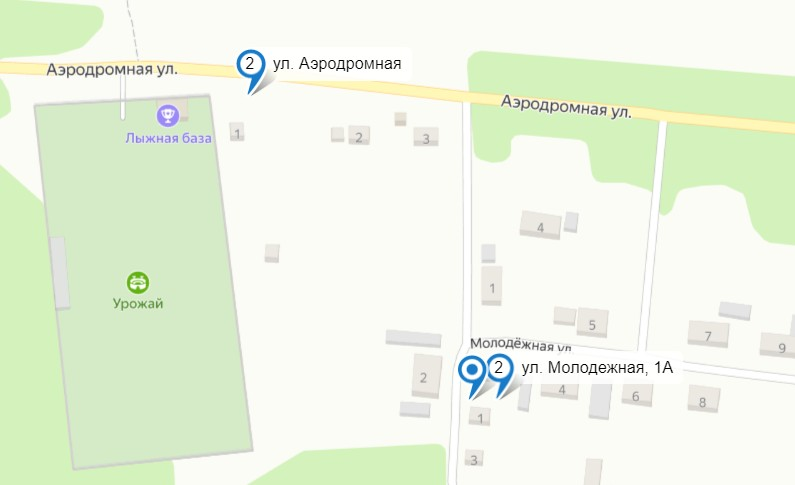 2 ул. Аэродромная
Аэродромная ул.
Аэродромная ул.
Лыжная база
1
2
3
4
Урожай
1
5
7
9
Молодёжная ул.
2
2 ул. Молодежная, 1А
4
6
8
1
3